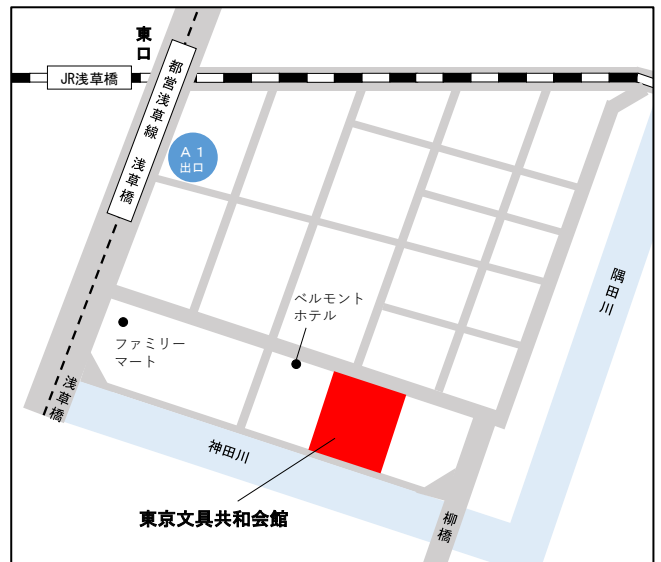 東
口
JR浅草橋
都営浅草線 浅草橋
A1
出口
隅田川
ベルモント
ホテル
ファミリー
マート
浅草橋
神田川
東京文具共和会館
柳橋